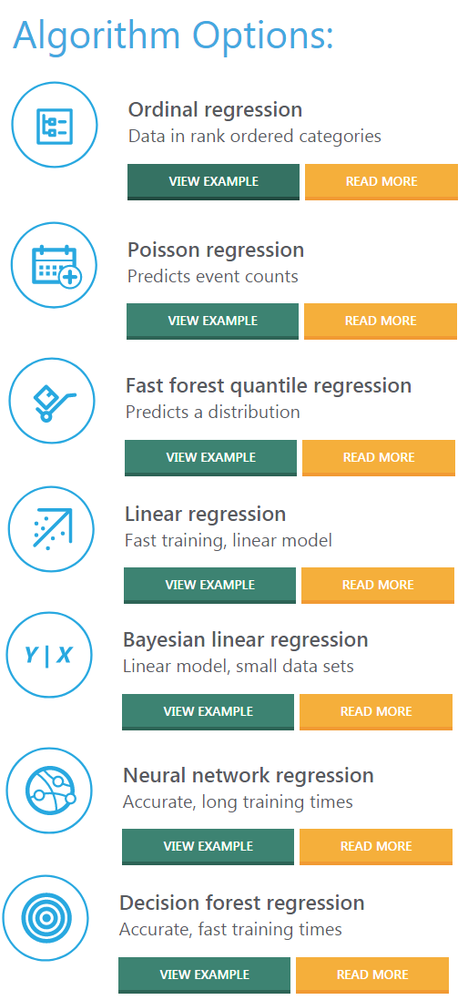 Algorithm Options:
Ordinal regression
Data in rank ordered categories
VIEW EXAMPLE READ MORE
Poisson regression
Predicts event counts
VIEW EXAMPLE READ MORE
Fast forest quantile regression
Predicts a distribution
VIEW EXAMPLE READ MORE
Linear regression
Fast training, linear model
VIEW EXAMPLE READ MORE
Y | X
Bayesian linear regression
Linear model, small data sets
VIEW EXAMPLE READ MORE
Neural network regression
Accurate, long training times
VIEW EXAMPLE READ MORE
Decision forest regression
Accurate, fast training times
VIEW EXAMPLE READ MORE